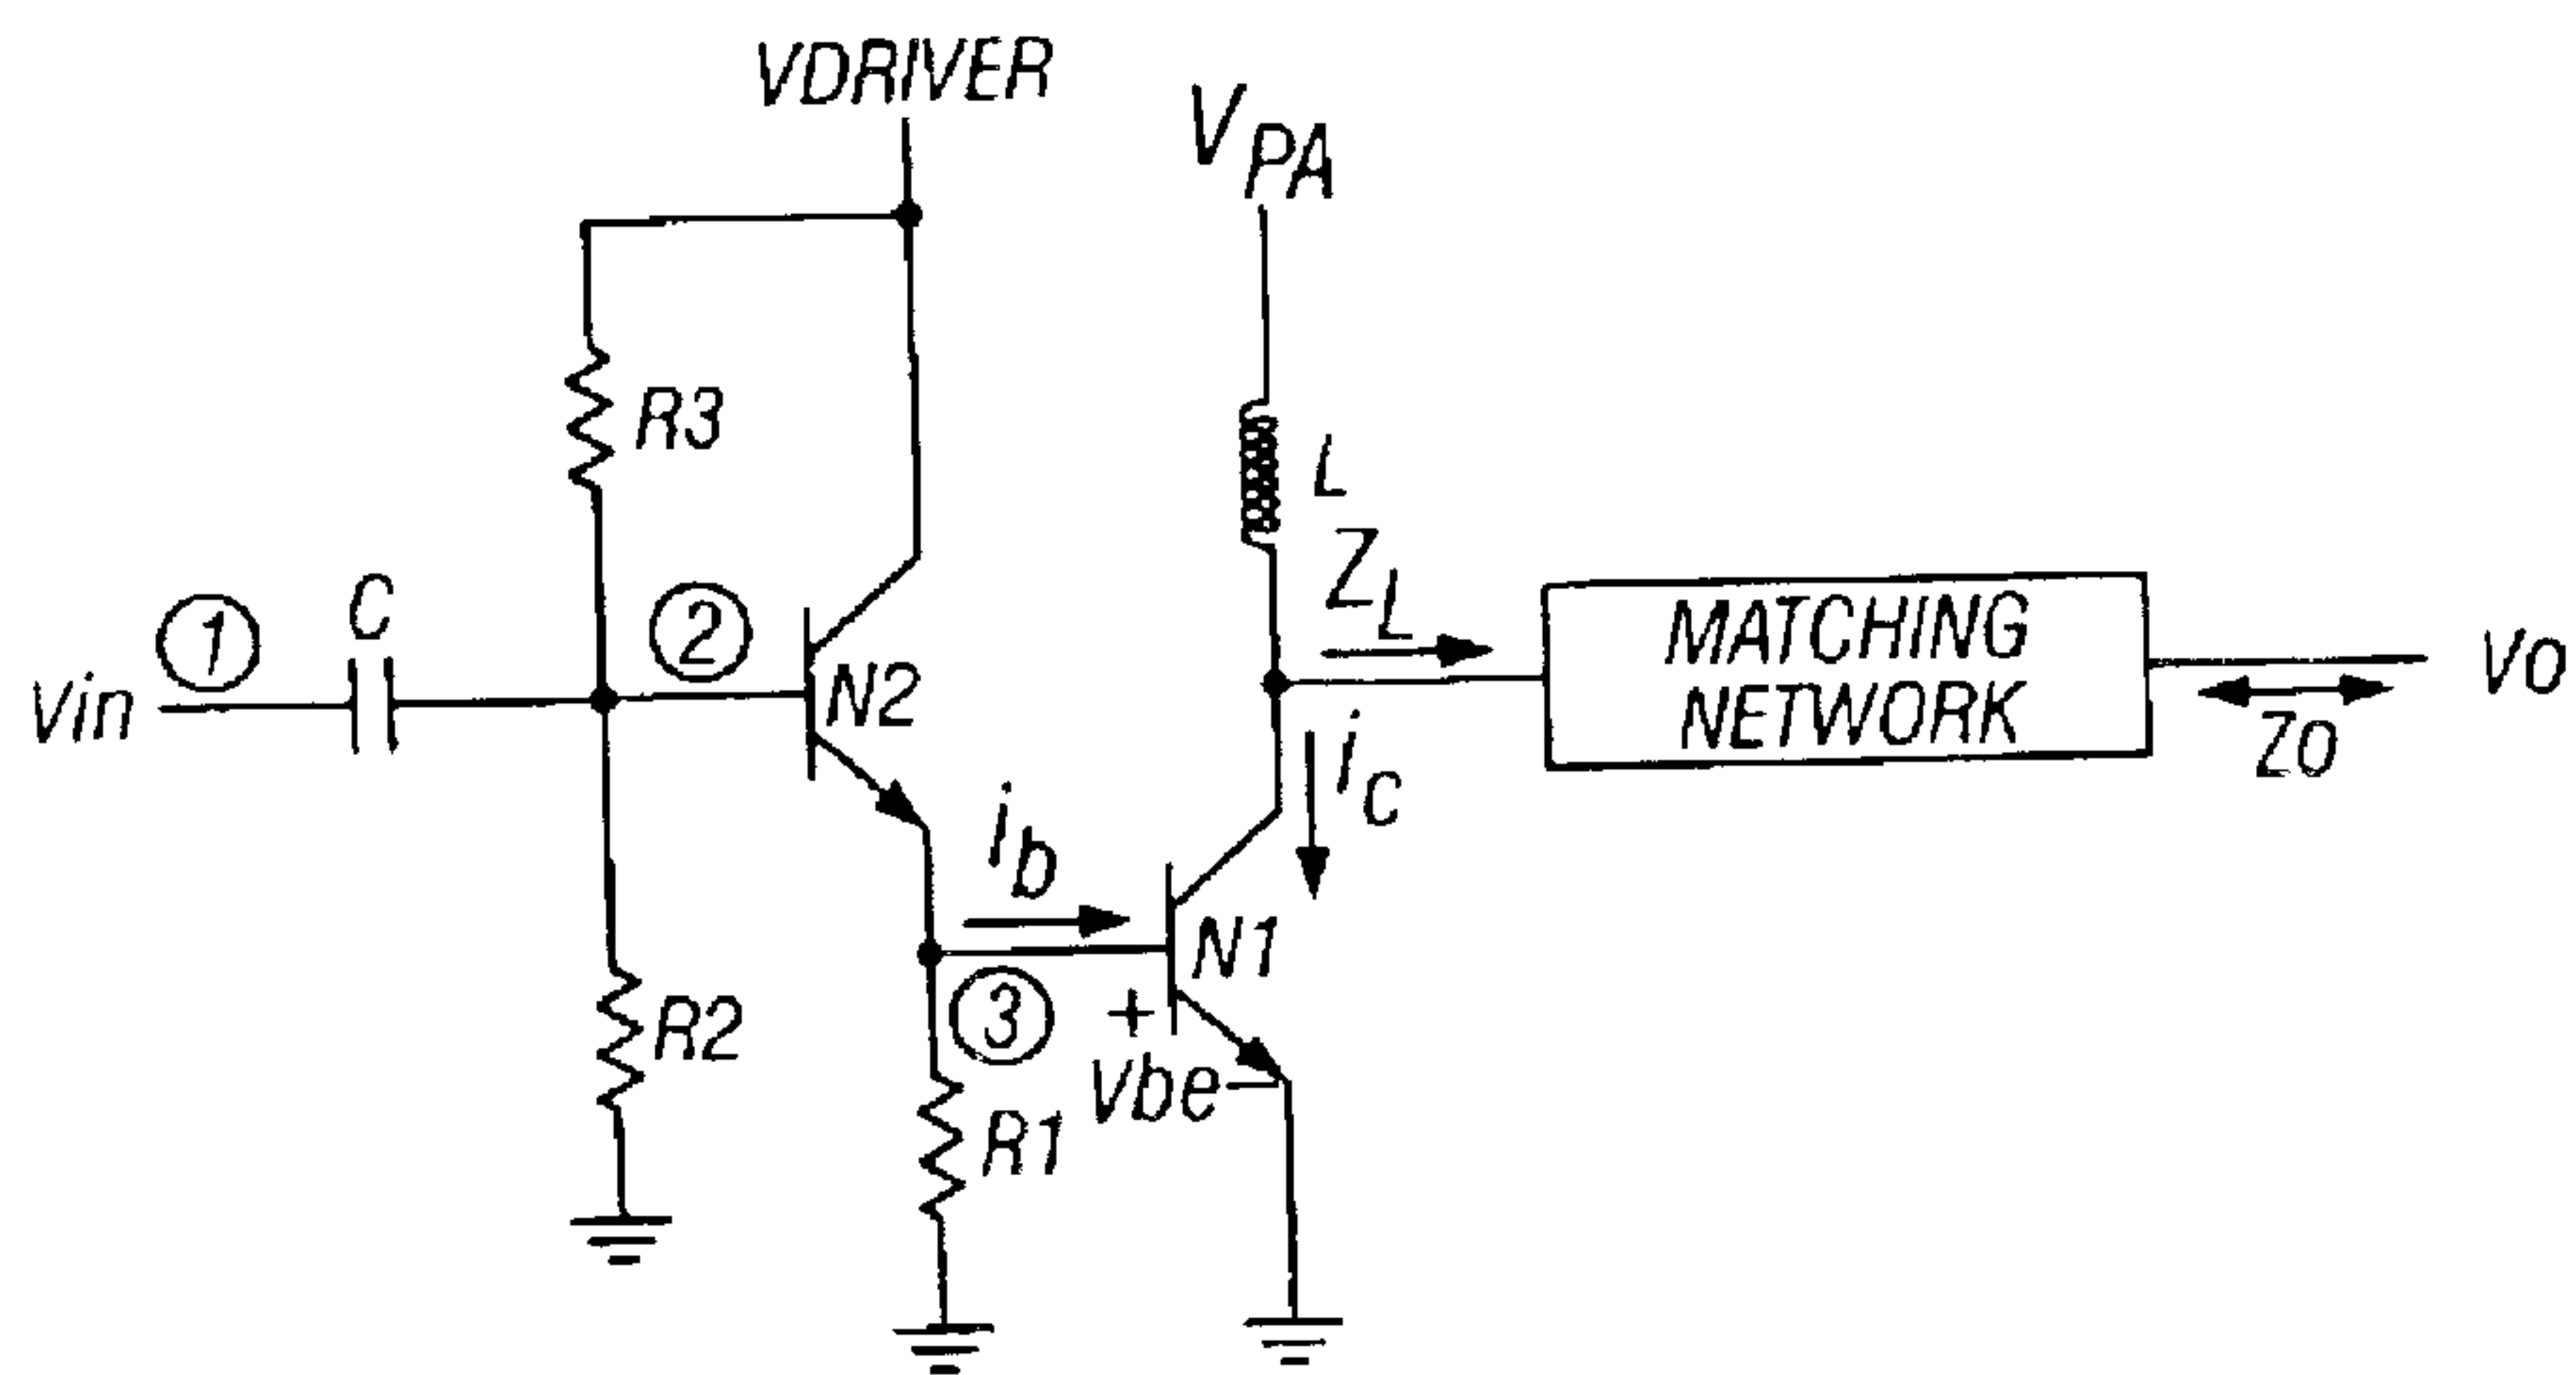 VDRIVER
VPA
R3
L
ZL
C
1
2
Vin
N2
MATCHING
NETWORK
Vo
Zo
ic
ib
N1
3
+
Vbe-
R2
R1